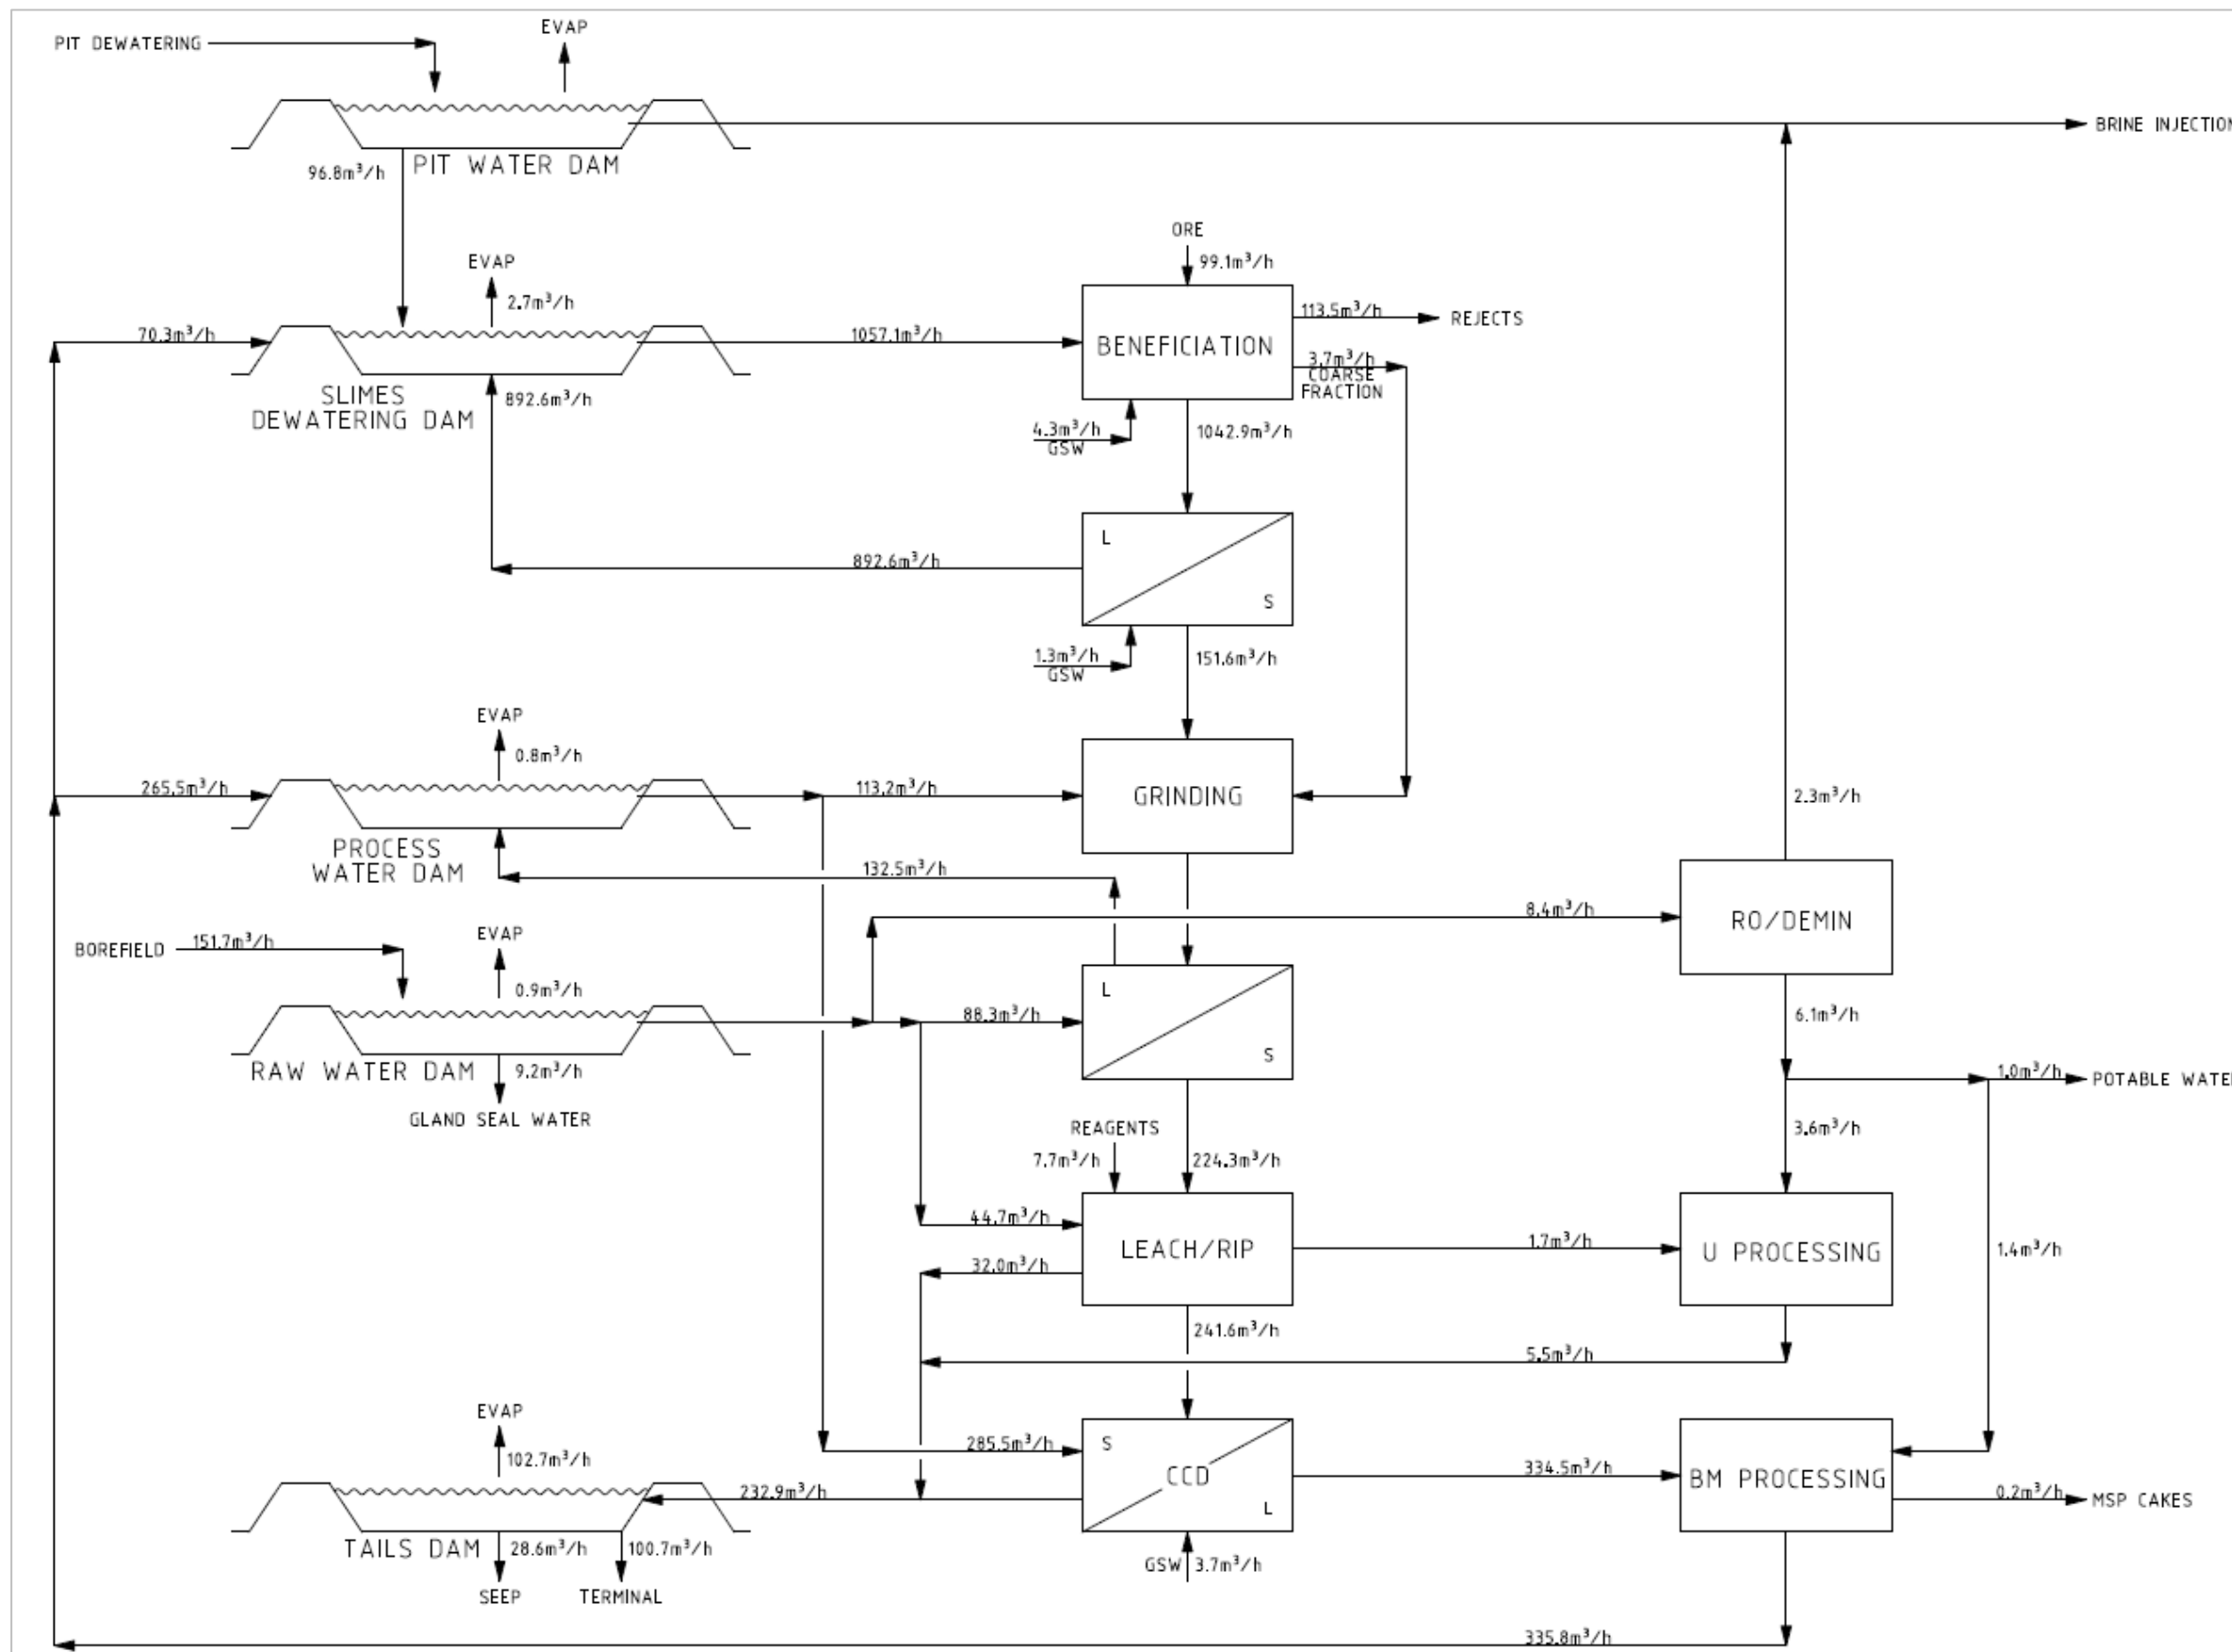 EVAP
PIT DEWATERING
BRINE INJECTION
96.8m³/h
PIT WATER DAM
ORE
99.1m³/h
EVAP
2.7m³/h
113.5m³/h
REJECTS
70.3m³/h
1057.1m³/h
BENEFICIATION
3.7m³/h
COARSE
FRACTION
SLIMES
DEWATERING DAM
892.6m³/h
4.3m³/h
GSW
1042.9m³/h
L
892.6m³/h
S
1.3m³/h
GSW
151.6m³/h
EVAP
0.8m³/h
265.5m³/h
113.2m³/h
GRINDING
2.3m³/h
PROCESS
WATER DAM
132.5m³/h
8.4m³/h
RO/DEMIN
EVAP
BOREFIELD
151.7m³/h
0.9m³/h
L
88.3m³/h
6.1m³/h
S
RAW WATER DAM
9.2m³/h
1.0m³/h
POTABLE WATE
GLAND SEAL WATER
REAGENTS
3.6m³/h
7.7m³/h
224.3m³/h
44.7m³/h
LEACH/RIP
1.7m³/h
U PROCESSING
1.4m³/h
32.0m³/h
241.6m³/h
5.5m³/h
EVAP
102.7m³/h
285.5m³/h
S
CCD
L
334.5m³/h
BM PROCESSING
232.9m³/h
0.2m³/h
MSP CAKES
TAILS DAM
28.6m³/h
100.7m³/h
GSW
3.7m³/h
SEEP
TERMINAL
335.8m³/h